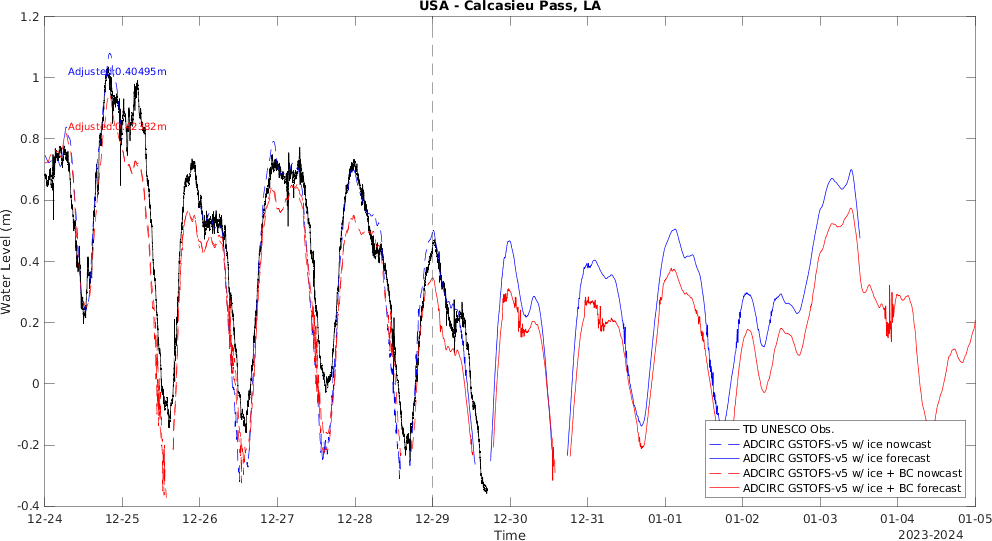 USA - Calcasieu Pass, LA
1.2
1
0.8
0.6
0.4
0.2
0
-0.2
-0.4
Water Level (m)
Adjusted:0.40495m
12-24
12-25
12-26
12-27
12-28
12-29
12-30
12-31
01-01
01-02
01-03
01-04
01-05
Time
2023-2024
TD UNESCO Obs.
ADCIRC GSTOFS-v5 w/ ice nowcast
ADCIRC GSTOFS-v5 w/ ice forecast
ADCIRC GSTOFS-v5 w/ ice + BC nowcast
ADCIRC GSTOFS-v5 w/ ice + BC forecast